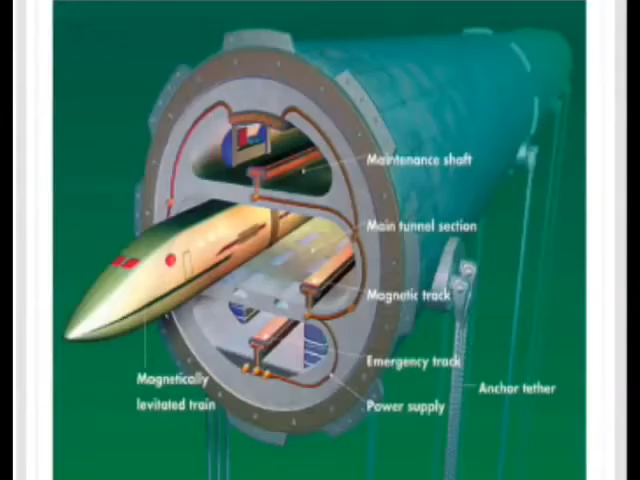 Maintenance shaft
Main tunnel section
Magnetic track
Emergency track
Magnetically
levitated train
Anchor tether
Power supply